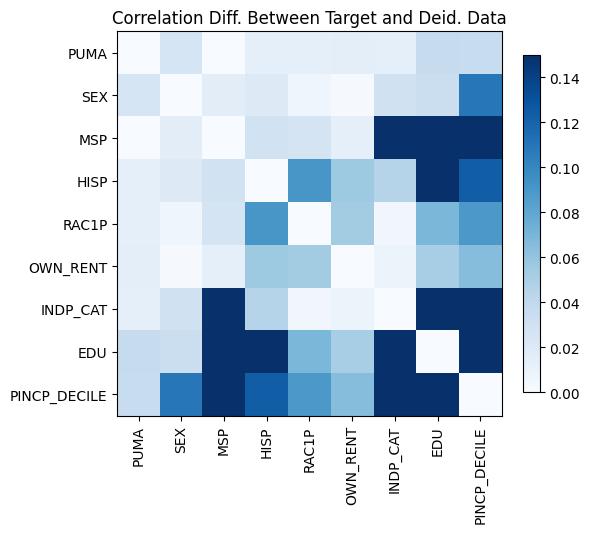 Correlation Diff. Between Target and Deid. Data
PUMA
SEX
MSP
HISP
RAC1P
OWN_RENT
INDP_CAT
EDU
PINCP_DECILE
PUMA
SEX
MSP
HISP
RAC1P
OWN_RENT
INDP_CAT
EDU
PINCP_DECILE
0.14
0.12
0.10
0.08
0.06
0.04
0.02
0.00